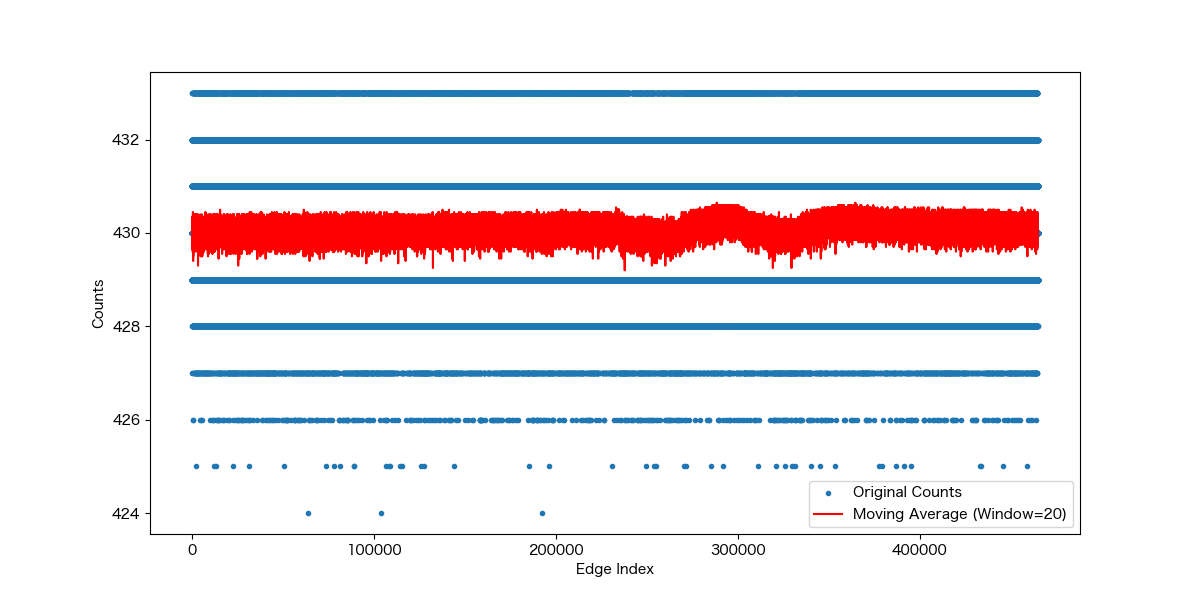 432
430
428
426
424
Counts
0 100000 200000 300000 400000
Edge Index
Original Counts
Moving Average (Window=20)